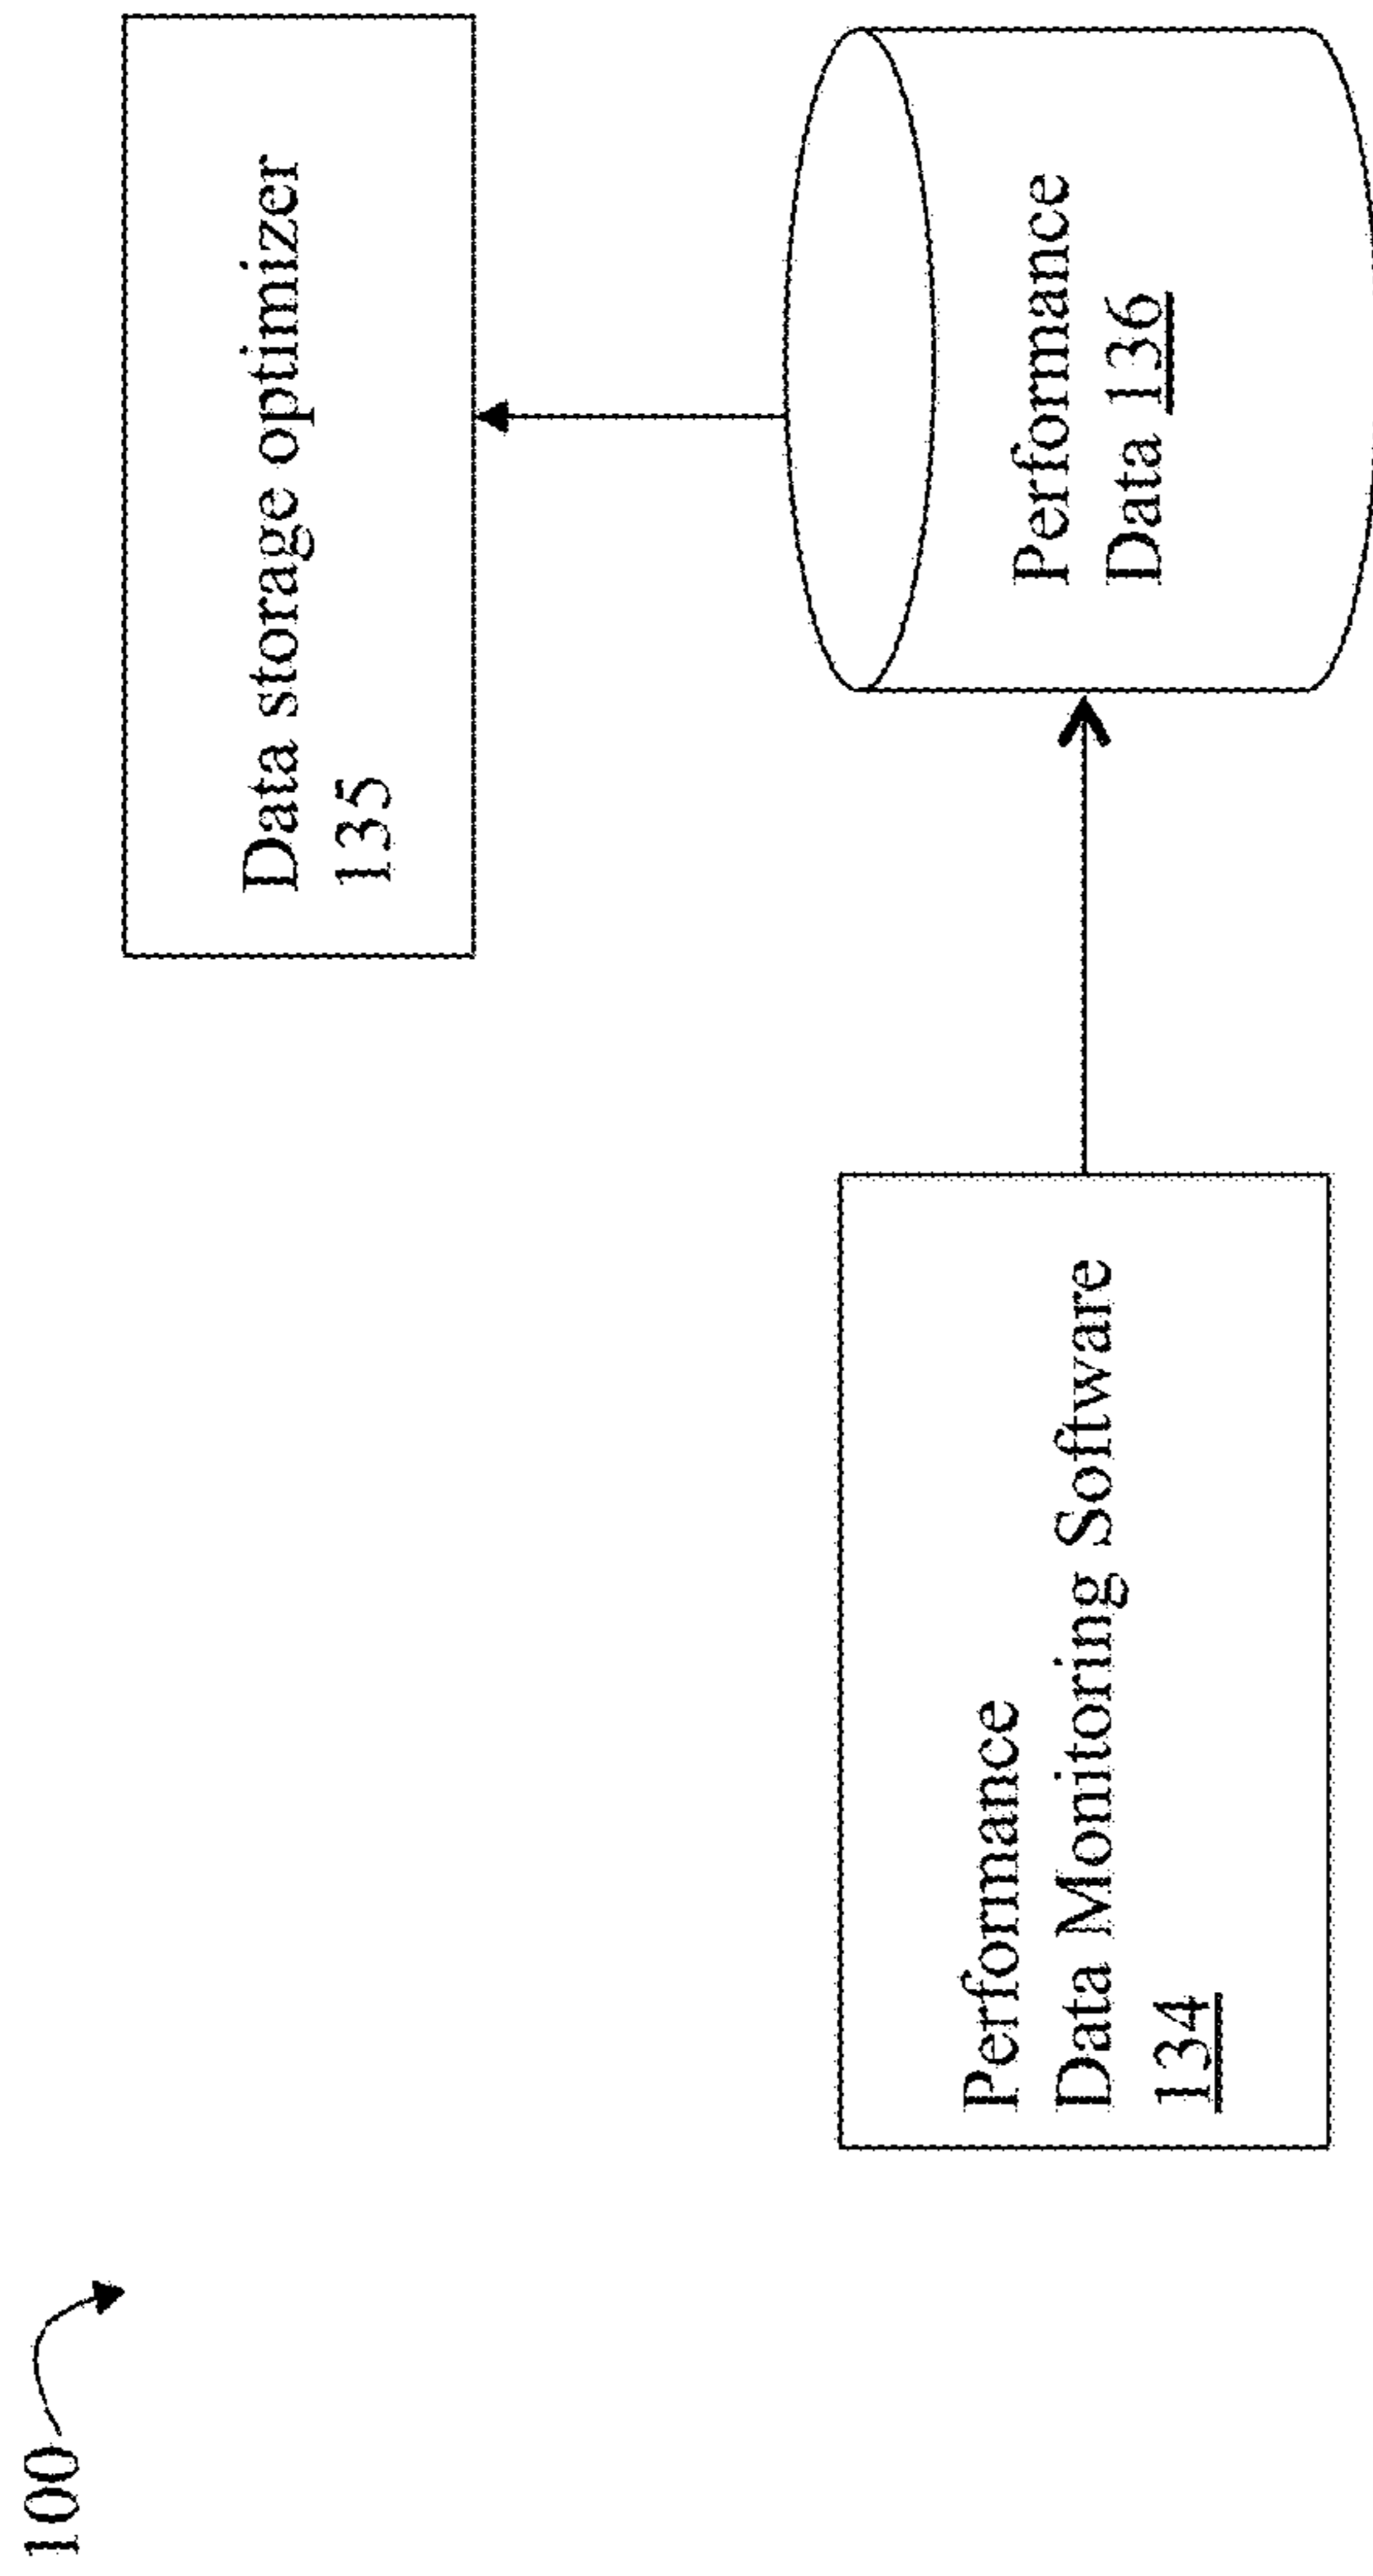 100
Data storage optimizer
135
Performance
Data Monitoring Software
134
Performance
Data 136